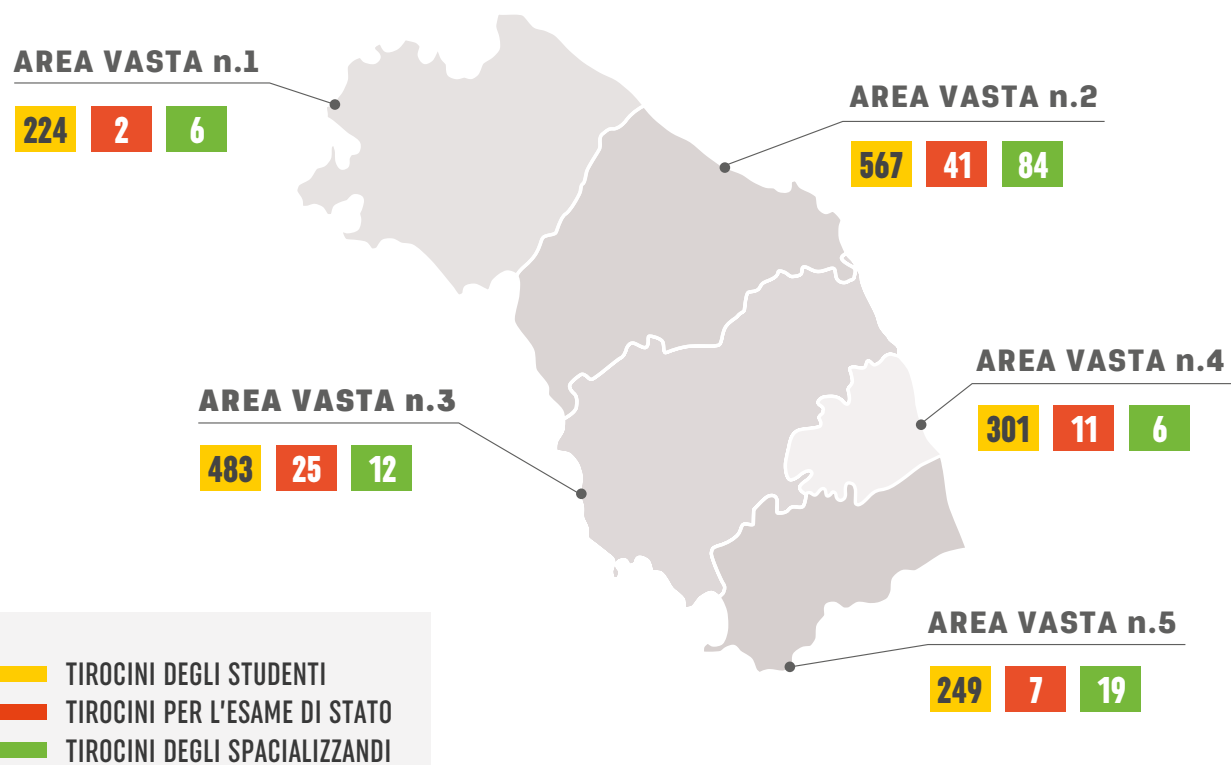 AREA VASTA n.1
224 2 6
AREA VASTA n.2
567 41 84
AREA VASTA n.4
301 11 6
AREA VASTA n.3
483 25 12
AREA VASTA n.5
249 7 19
TIROCINI DEGLI STUDENTI
TIROCINI PER L'ESAME DI STATO
TIROCINI DEGLI SPACIALIZZANDI